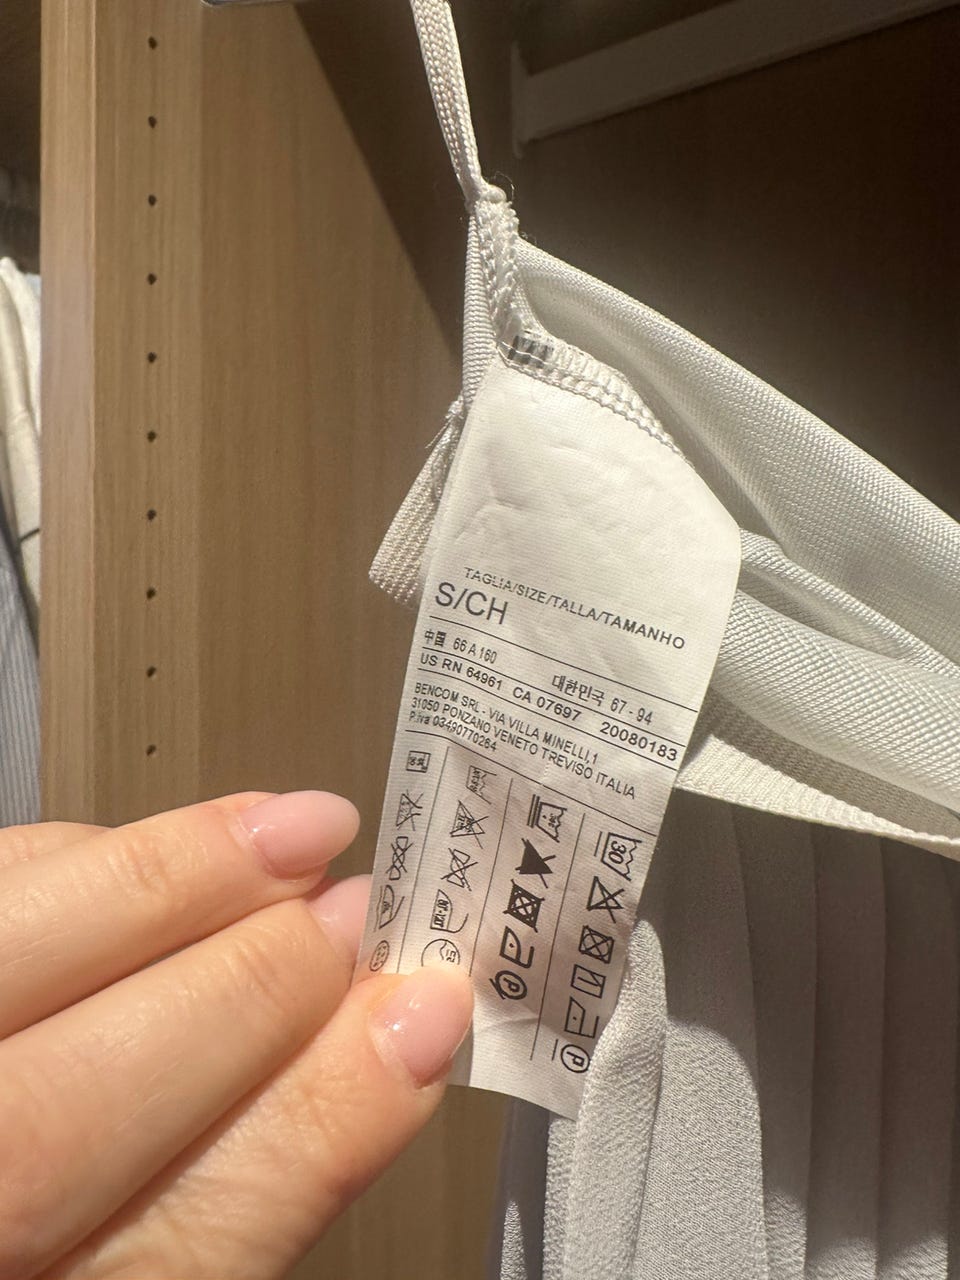 TAGLIA/SIZE/TALLA/TAMANHO
S/CH
中国 66 A 160 대한민국 67 - 94
US RN 64961 CA 07697 20080183
BENCOM SRL - VIA VILLA MINELLI,1
31050 PONZANO VENETO TREVISO ITALIA
P.iva 03490770264
30
P
P